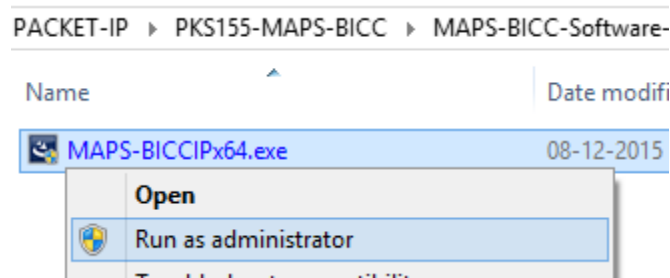 PACKET-IP ▸ PKS155-MAPS-BICC ▸ MAPS-BICC-Software-
Name Date modifi
MAPS-BICCIPx64.exe 08-12-2015
Open
Run as administrator